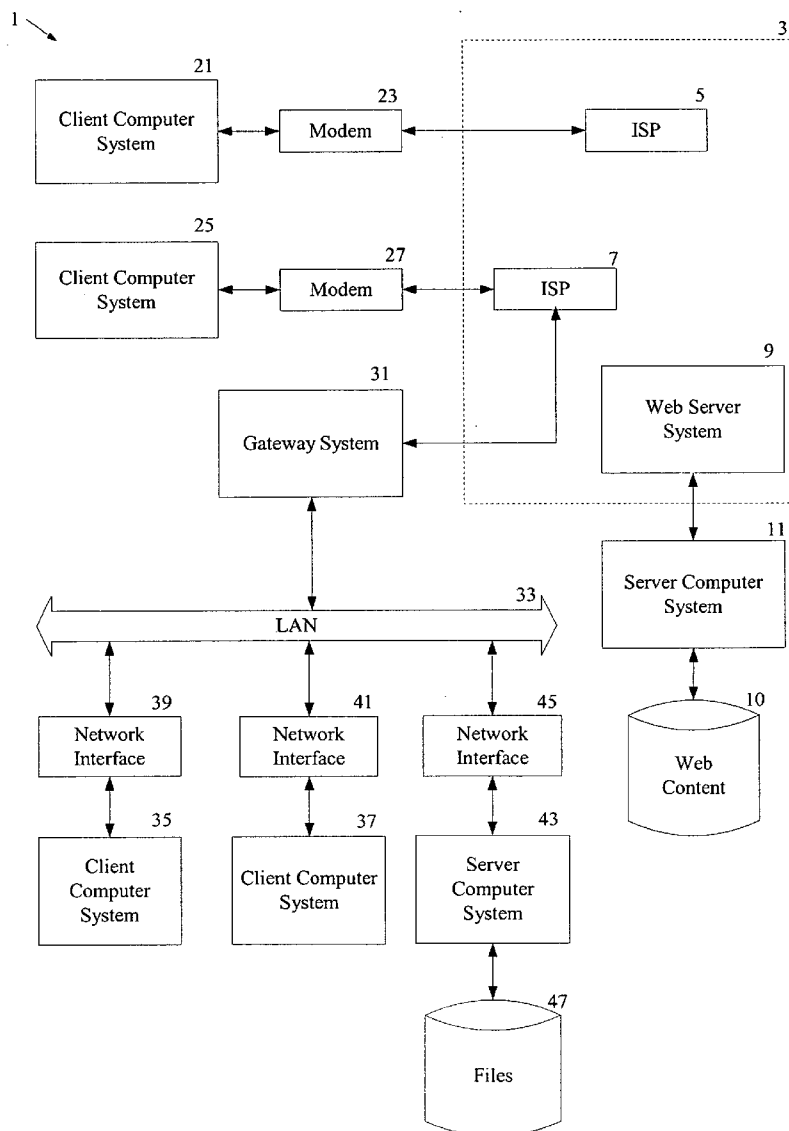 1
3
21
Client Computer
System
23
Modem
5
ISP
25
Client Computer
System
27
Modem
7
ISP
31
Gateway System
9
Web Server
System
11
Server Computer
System
33
LAN
10
Web
Content
39
Network
Interface
41
Network
Interface
45
Network
Interface
35
Client
Computer
System
37
Client Computer
System
43
Server
Computer
System
47
Files